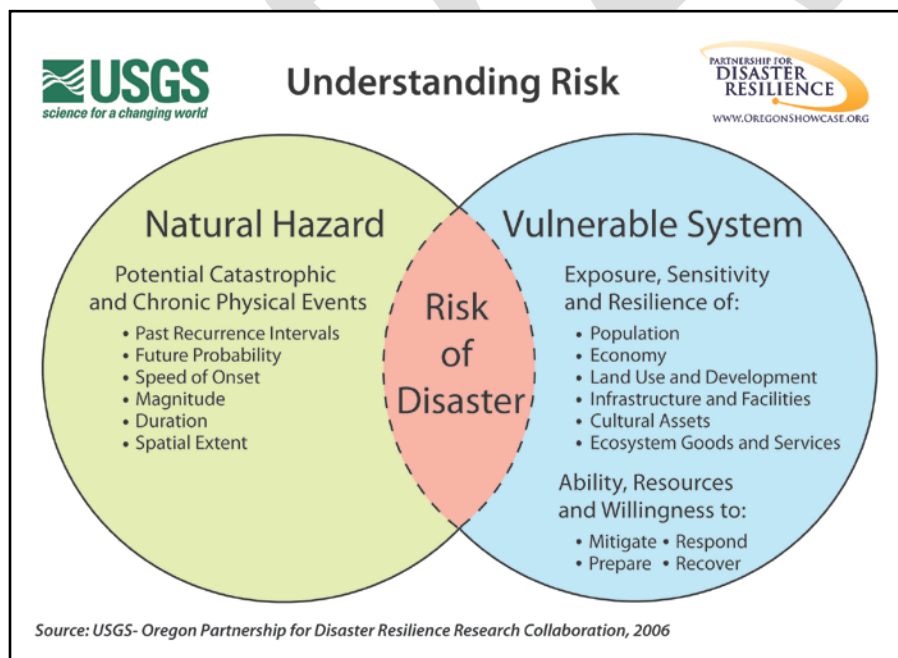 USGS
science for a changing world
Understanding Risk
PARTNERSHIP FOR
DISASTER
RESILIENCE
WWW.OREGONSHOWCASE.ORG
Natural Hazard
Potential Catastrophic
and Chronic Physical Events
• Past Recurrence Intervals
• Future Probability
• Speed of Onset
• Magnitude
• Duration
• Spatial Extent
Risk
of
Disaster
Vulnerable System
Exposure, Sensitivity
and Resilience of:
• Population
• Economy
• Land Use and Development
• Infrastructure and Facilities
• Cultural Assets
• Ecosystem Goods and Services
Ability, Resources
and Willingness to:
• Mitigate • Respond
• Prepare • Recover
Source: USGS- Oregon Partnership for Disaster Resilience Research Collaboration, 2006